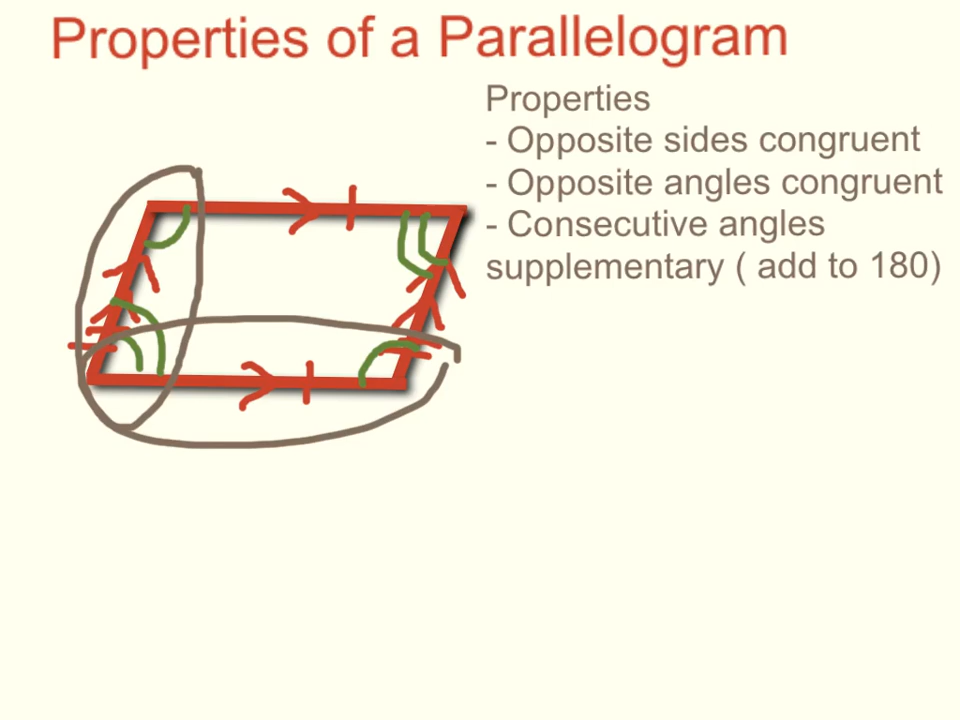 Properties of a Parallelogram
Properties
- Opposite sides congruent
- Opposite angles congruent
- Consecutive angles
supplementary ( add to 180)